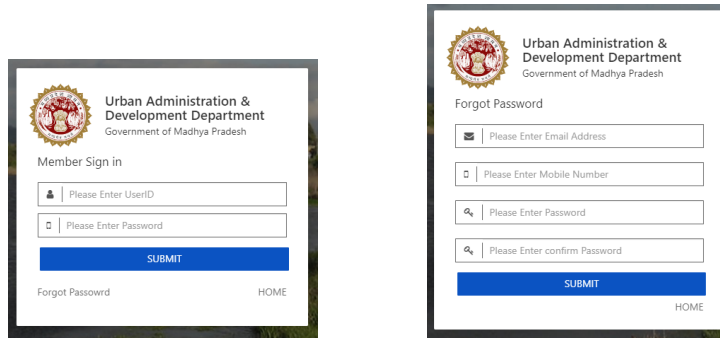 Urban Administration &
Development Department
Government of Madhya Pradesh
Member Sign in
Please Enter UserID
Please Enter Password
SUBMIT
Forgot Passowrd
HOME
Urban Administration &
Development Department
Government of Madhya Pradesh
Forgot Password
Please Enter Email Address
Please Enter Mobile Number
Please Enter Password
Please Enter confirm Password
SUBMIT
HOME